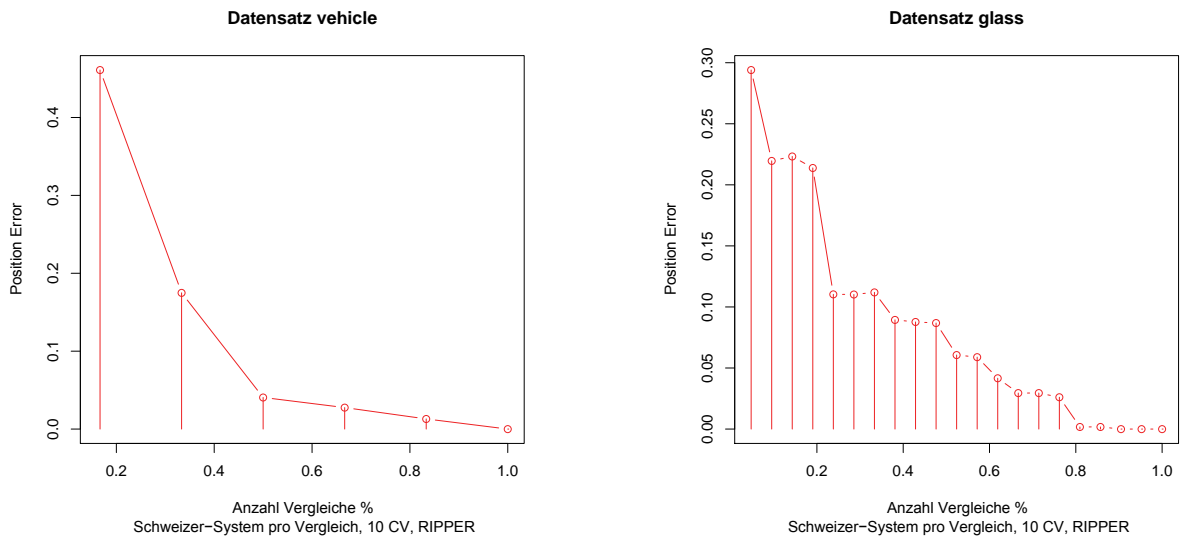 Datensatz vehicle
Position Error
0.0
0.1
0.2
0.3
0.4
0.2 0.4 0.6 0.8 1.0
Anzahl Vergleiche %
Schweizer−System pro Vergleich, 10 CV, RIPPER
Datensatz glass
Position Error
0.00
0.05
0.10
0.15
0.20
0.25
0.30
0.2 0.4 0.6 0.8 1.0
Anzahl Vergleiche %
Schweizer−System pro Vergleich, 10 CV, RIPPER